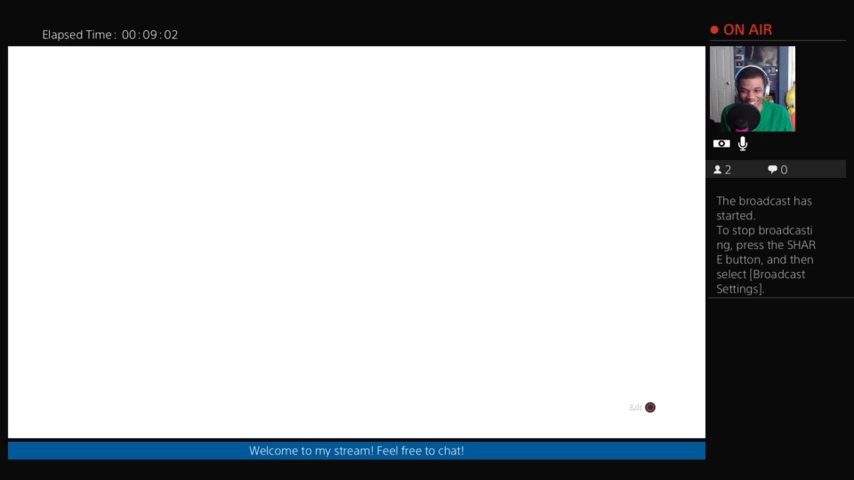 Elapsed Time: 00:09:02
ON AIR
2 0
The broadcast has
started.
To stop broadcasti
ng, press the SHAR
E button, and then
select [Broadcast
Settings].
Welcome to my stream! Feel free to chat!